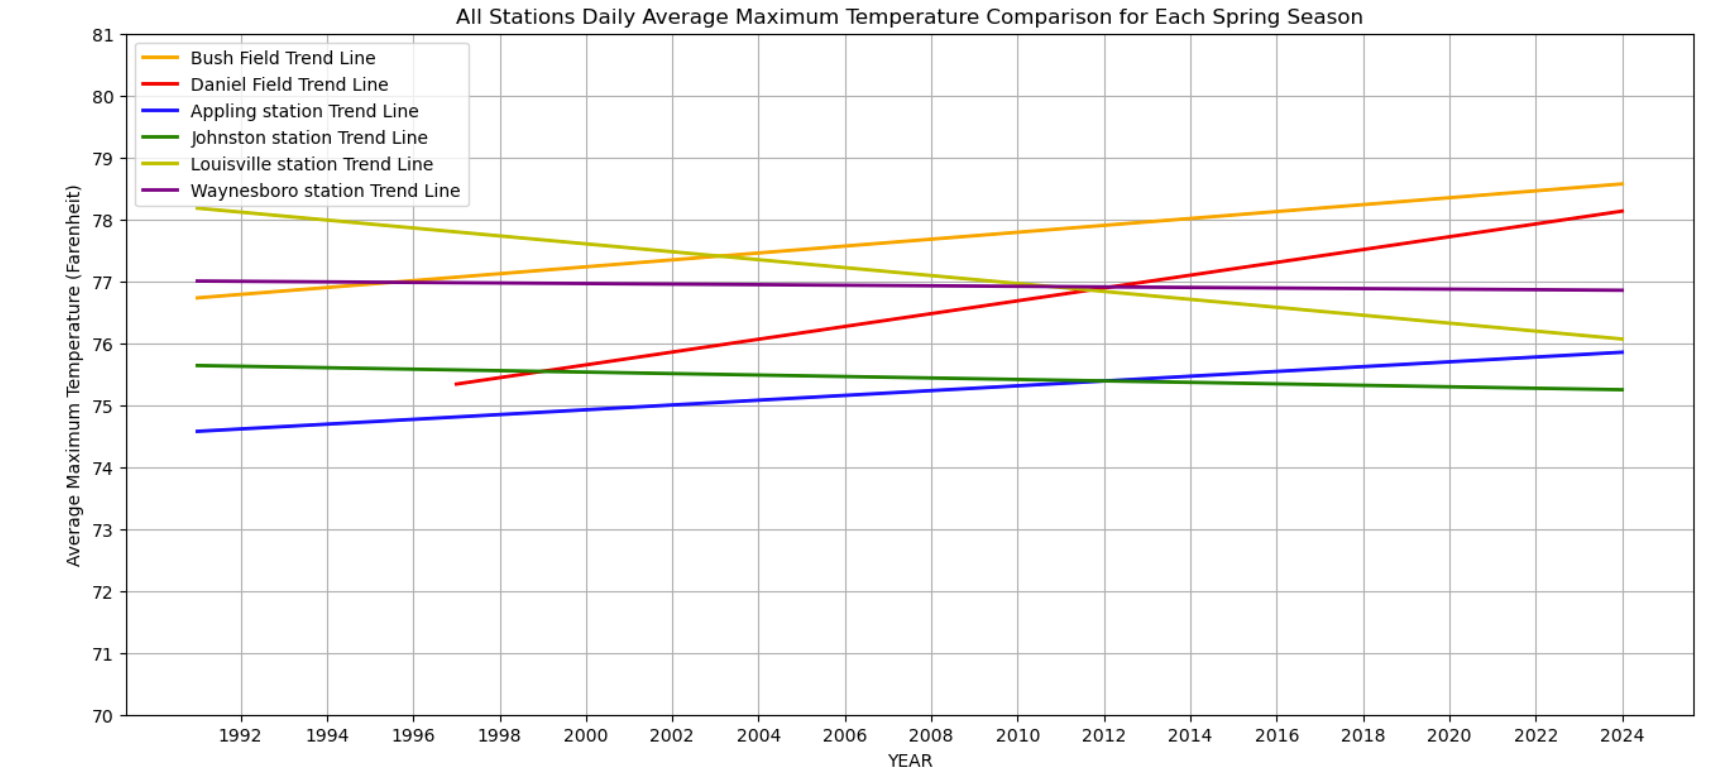 All Stations Daily Average Maximum Temperature Comparison for Each Spring Season
Bush Field Trend Line
Daniel Field Trend Line
Appling station Trend Line
Johnston station Trend Line
Louisville station Trend Line
Waynesboro station Trend Line
Average Maximum Temperature (Farenheit)
81
80
79
78
77
76
75
74
73
72
71
70
1992 1994 1996 1998 2000 2002 2004 2006 2008 2010 2012 2014 2016 2018 2020 2022 2024
YEAR